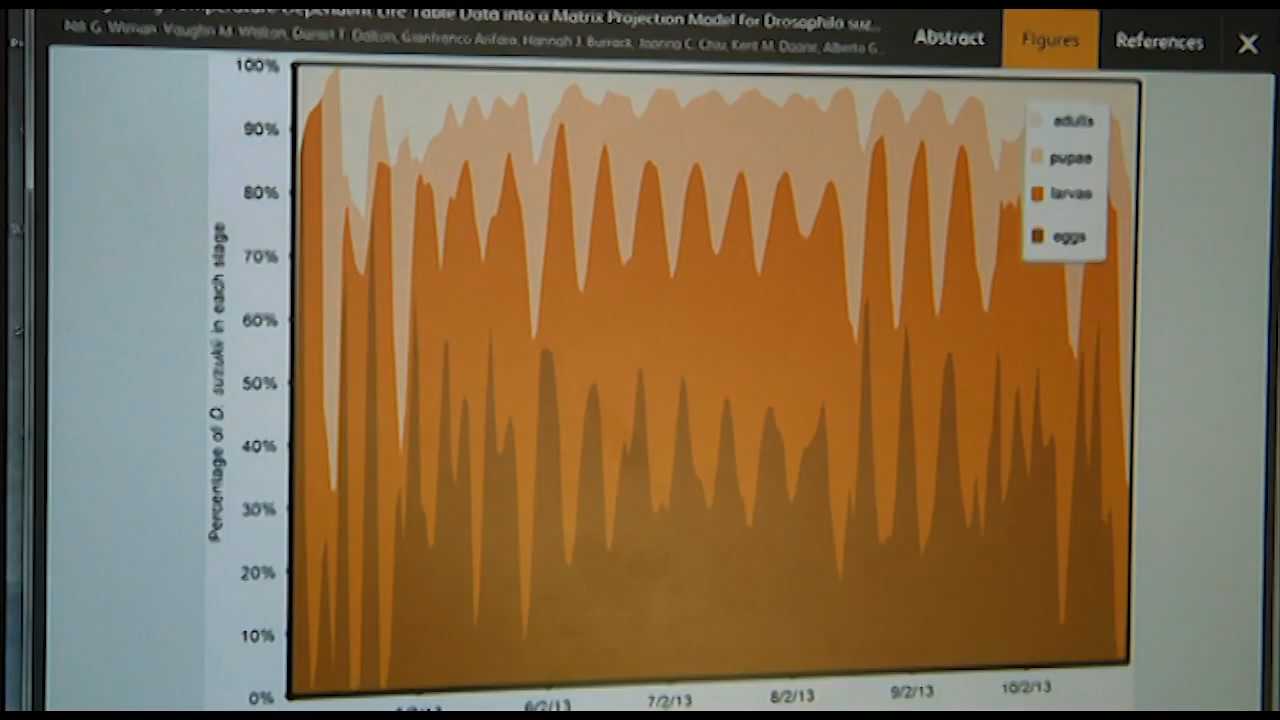 Temperature-Dependent Life Table Data into a Matrix Projection Model for Drosophila suz...
Vaughn M. Walton, Daniel T. Dalton, Gianfranco Anfora, Hannah J. Burrack, Joanna C. Chiu, Kent M. Daane, Alberto G.
Abstract
Figures
References
X
100%
90%
80%
70%
60%
50%
40%
30%
20%
10%
0%
Percentage of D. suzukii in each stage
adults
pupae
larvae
eggs
6/2/13
7/2/13
8/2/13
9/2/13
10/2/13